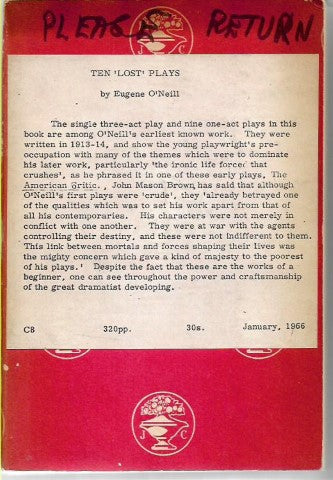 PLEASE RETURN
J C
TEN 'LOST' PLAYS
by Eugene O'Neill
The single three-act play and nine one-act plays in this
book are among O'Neill's earliest known work. They were
written in 1913-14, and show the young playwright's pre-
occupation with many of the themes which were to dominate
his later work, particularly 'the ironic life force that
crushes', as he phrased it in one of these early plays, The
American Critic., John Mason Brown, has said that although
O'Neill's first plays were 'crude', they 'already betrayed one
of the qualities which was to set his work apart from that of
all his contemporaries. His characters were not merely in
conflict with one another. They were at war with the agents
controlling their destiny, and these were not indifferent to them.
This link between mortals and forces shaping their lives was
the mighty concern which gave a kind of majesty to the poorest
of his plays.' Despite the fact that these are the works of a
beginner, one can see throughout the power and craftsmanship
of the great dramatist developing.
C8 320pp. 30s. January, 1966
J C